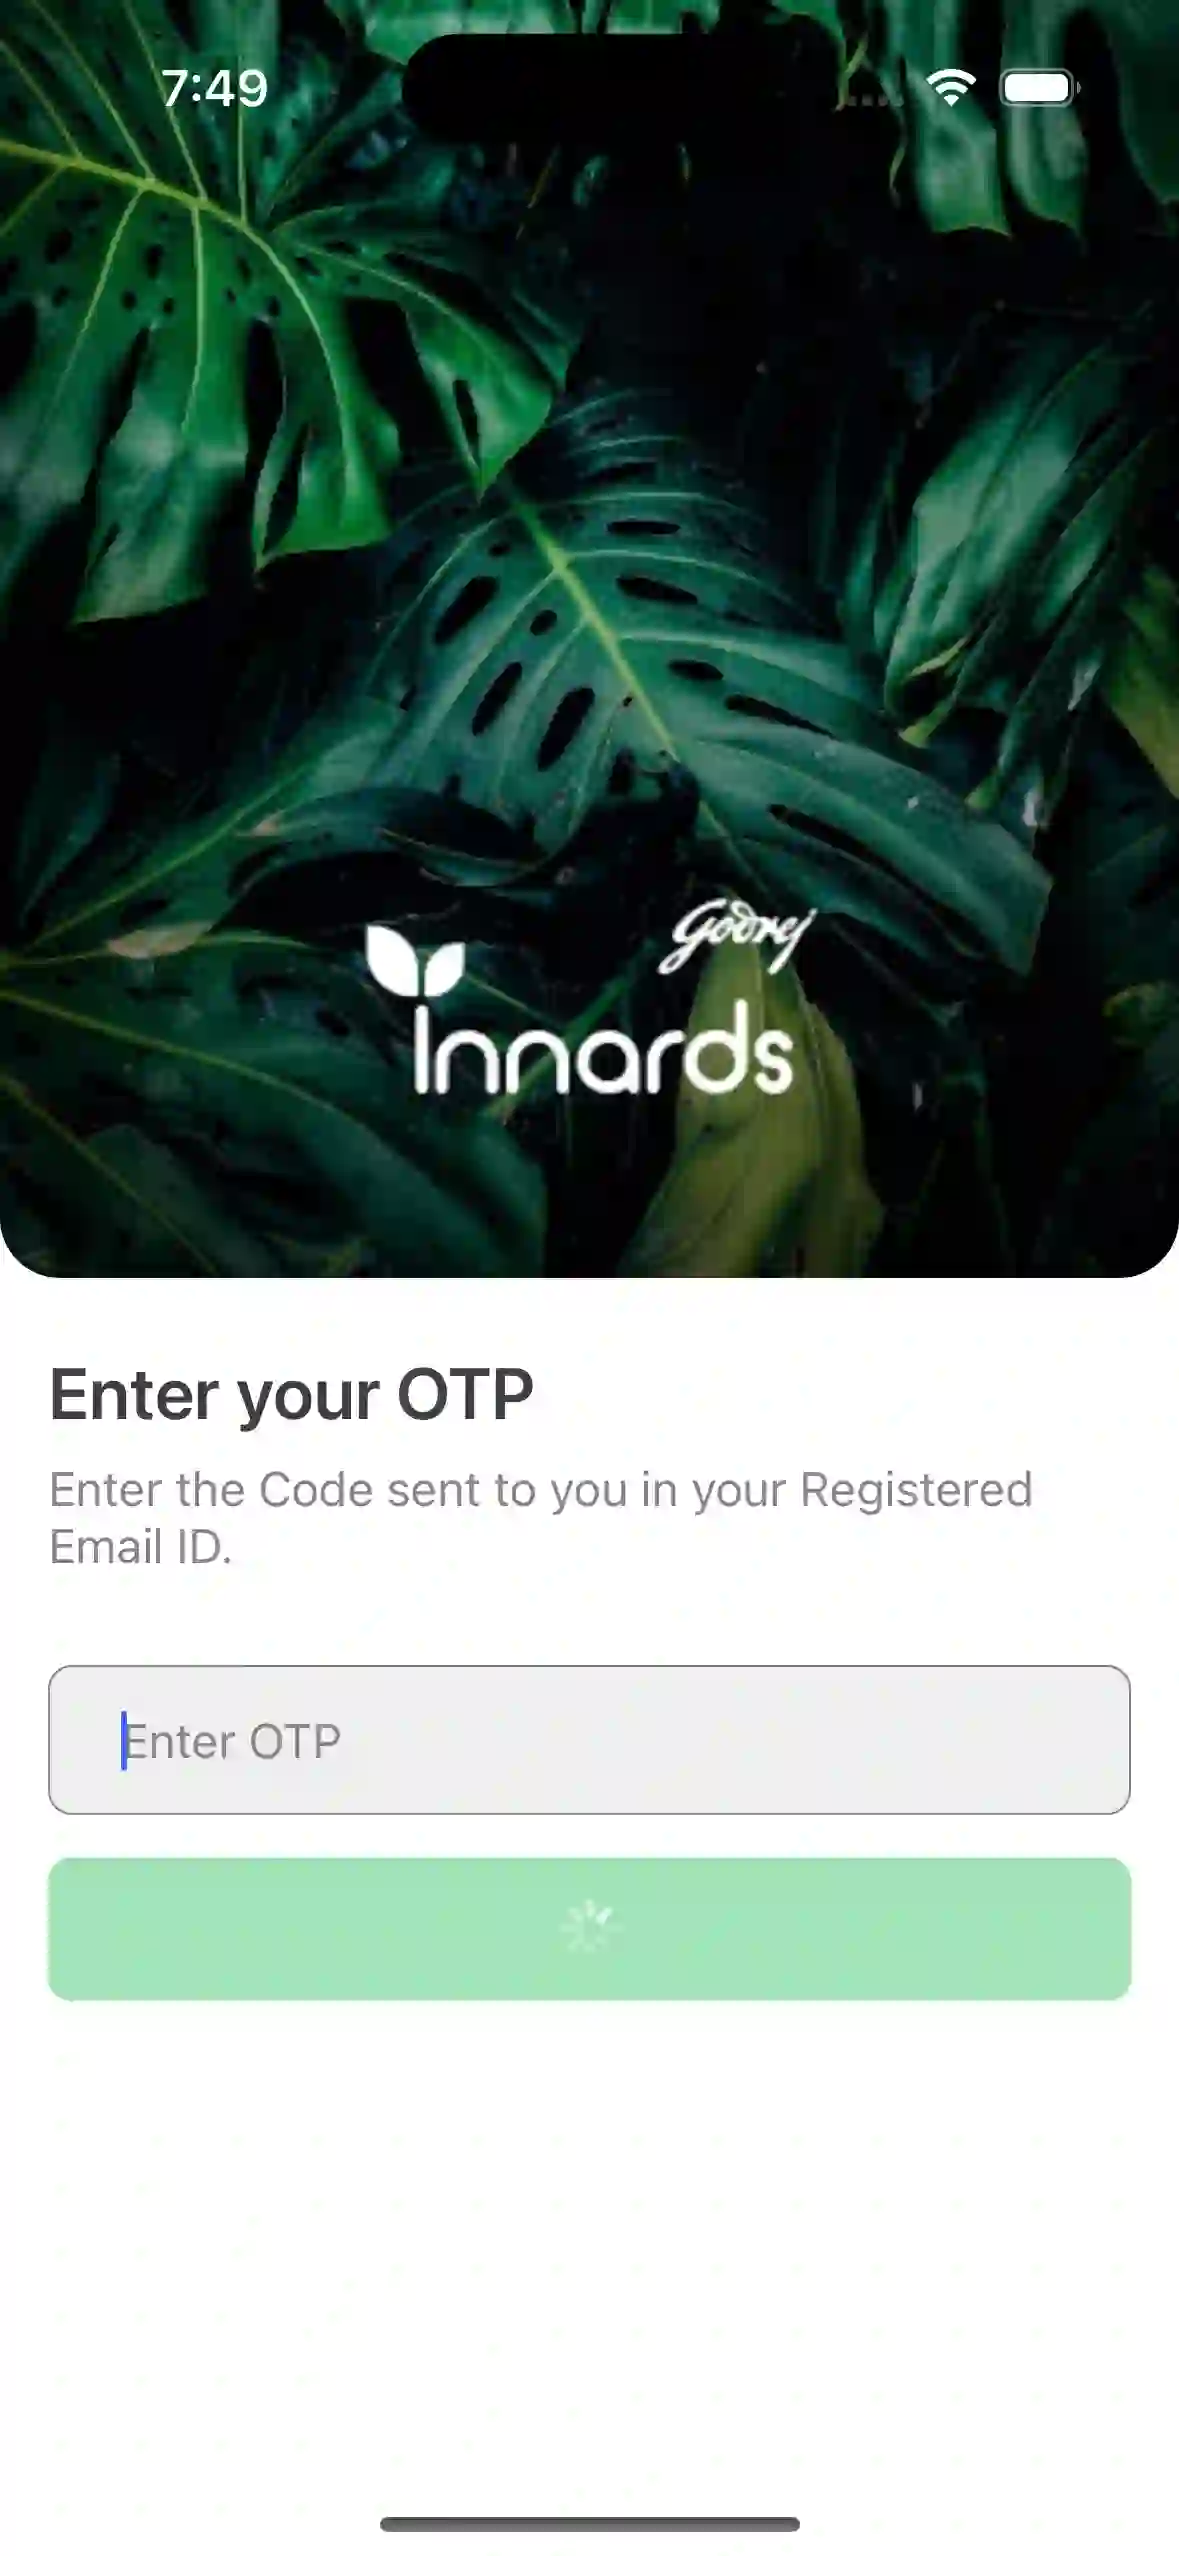 7:49
Godrej
Innards
Enter your OTP
Enter the Code sent to you in your Registered
Email ID.
Enter OTP